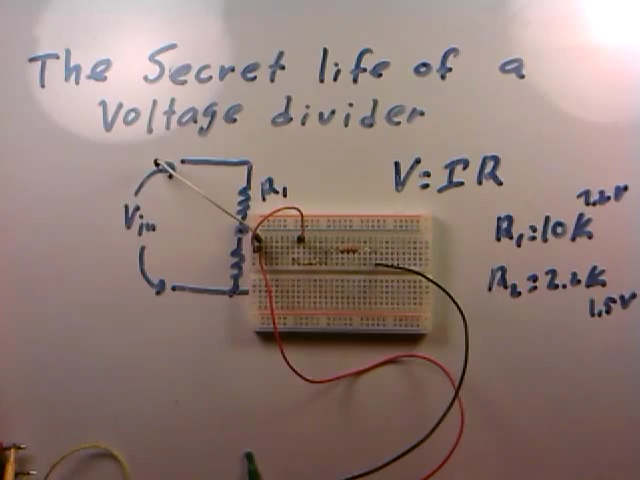 The Secret life of a
Voltage divider
V=IR
R1
Vin
R1=10K
R2=2.2K
1.5V